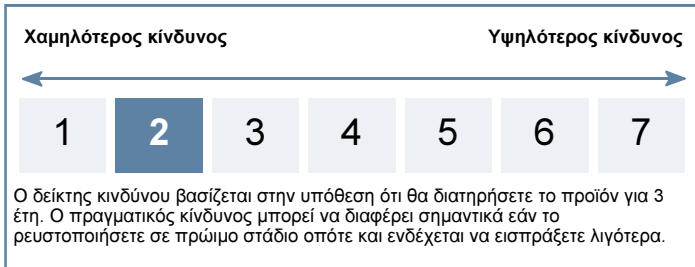 Χαμηλότερος κίνδυνος Υψηλότερος κίνδυνος
1 2 3 4 5 6 7
Ο δείκτης κινδύνου βασίζεται στην υπόθεση ότι θα διατηρήσετε το προϊόν για 3
έτη. Ο πραγματικός κίνδυνος μπορεί να διαφέρει σημαντικά εάν το
ρευστοποιήσετε σε πρώιμο στάδιο οπότε και ενδέχεται να εισπράξετε λιγότερα.